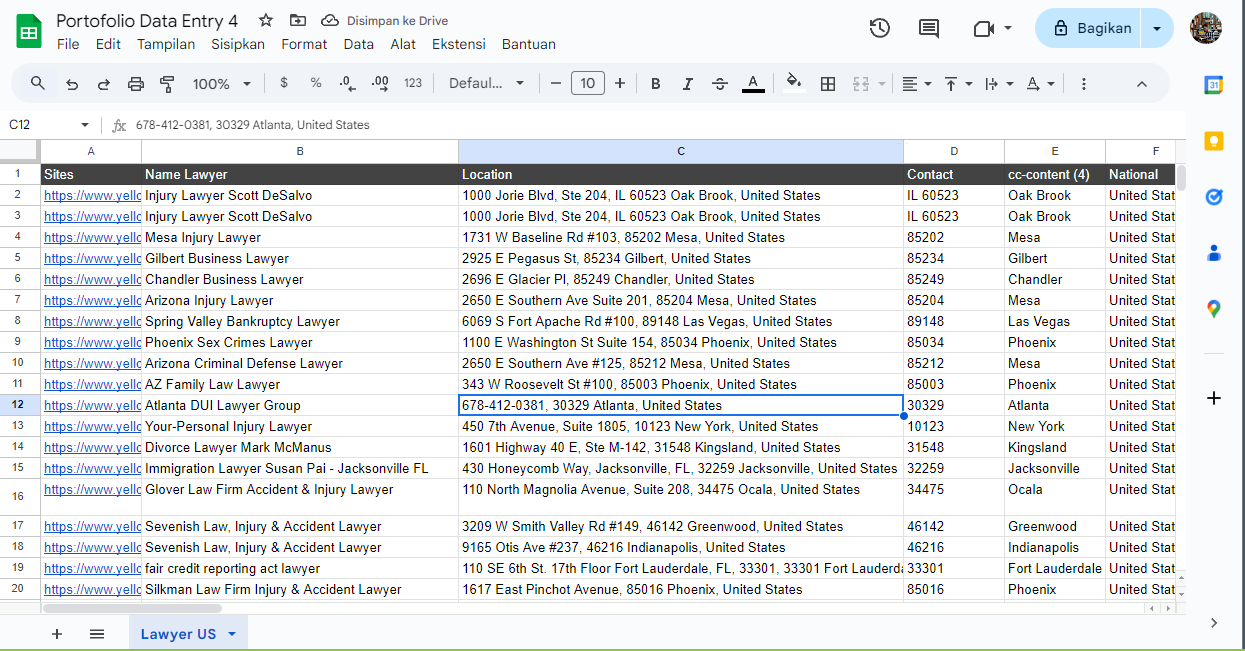 Portofolio Data Entry 4 Disimpan ke Drive
File Edit Tampilan Sisipkan Format Data Alat Ekstensi Bantuan
Bagikan
100% $ % .0 .00 123 Defaul... 10 B I S A
31
C12 fx 678-412-0381, 30329 Atlanta, United States
A B C D E F
1 Sites Name Lawyer Location Contact cc-content (4) National
2 https://www.yello Injury Lawyer Scott DeSalvo 1000 Jorie Blvd, Ste 204, IL 60523 Oak Brook, United States IL 60523 Oak Brook United Stat
3 https://www.yello Injury Lawyer Scott DeSalvo 1000 Jorie Blvd, Ste 204, IL 60523 Oak Brook, United States IL 60523 Oak Brook United Stat
4 https://www.yello Mesa Injury Lawyer 1731 W Baseline Rd #103, 85202 Mesa, United States 85202 Mesa United Stat
5 https://www.yello Gilbert Business Lawyer 2925 E Pegasus St, 85234 Gilbert, United States 85234 Gilbert United Stat
6 https://www.yello Chandler Business Lawyer 2696 E Glacier Pl, 85249 Chandler, United States 85249 Chandler United Stat
7 https://www.yello Arizona Injury Lawyer 2650 E Southern Ave Suite 201, 85204 Mesa, United States 85204 Mesa United Stat
8 https://www.yello Spring Valley Bankruptcy Lawyer 6069 S Fort Apache Rd #100, 89148 Las Vegas, United States 89148 Las Vegas United Stat
9 https://www.yello Phoenix Sex Crimes Lawyer 1100 E Washington St Suite 154, 85034 Phoenix, United States 85034 Phoenix United Stat
10 https://www.yello Arizona Criminal Defense Lawyer 2650 E Southern Ave #125, 85212 Mesa, United States 85212 Mesa United Stat
11 https://www.yello AZ Family Law Lawyer 343 W Roosevelt St #100, 85003 Phoenix, United States 85003 Phoenix United Stat
12 https://www.yello Atlanta DUI Lawyer Group 678-412-0381, 30329 Atlanta, United States 30329 Atlanta United Stat
13 https://www.yello Your-Personal Injury Lawyer 450 7th Avenue, Suite 1805, 10123 New York, United States 10123 New York United Stat
14 https://www.yello Divorce Lawyer Mark McManus 1601 Highway 40 E, Ste M-142, 31548 Kingsland, United States 31548 Kingsland United Stat
15 https://www.yello Immigration Lawyer Susan Pai - Jacksonville FL 430 Honeycomb Way, Jacksonville, FL, 32259 Jacksonville, United States 32259 Jacksonville United Stat
16 https://www.yello Glover Law Firm Accident & Injury Lawyer 110 North Magnolia Avenue, Suite 208, 34475 Ocala, United States 34475 Ocala United Stat
17 https://www.yello Sevenish Law, Injury & Accident Lawyer 3209 W Smith Valley Rd #149, 46142 Greenwood, United States 46142 Greenwood United Stat
18 https://www.yello Sevenish Law, Injury & Accident Lawyer 9165 Otis Ave #237, 46216 Indianapolis, United States 46216 Indianapolis United Stat
19 https://www.yello fair credit reporting act lawyer 110 SE 6th St. 17th Floor Fort Lauderdale, FL, 33301, 33301 Fort Lauderda 33301 Fort Lauderdale United Stat
20 https://www.yello Silkman Law Firm Injury & Accident Lawyer 1617 East Pinchot Avenue, 85016 Phoenix, United States 85016 Phoenix United Stat
Lawyer US